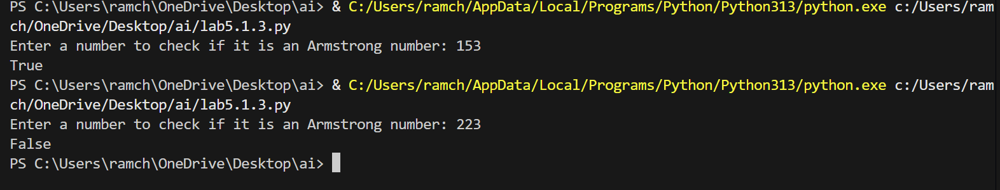 PS C:\Users\ramch\OneDrive\Desktop\ai> & C:/Users/ramch/AppData/Local/Programs/Python/Python313/python.exe c:/Users/ram
ch/OneDrive/Desktop/ai/lab5.1.3.py
Enter a number to check if it is an Armstrong number: 153
True
PS C:\Users\ramch\OneDrive\Desktop\ai> & C:/Users/ramch/AppData/Local/Programs/Python/Python313/python.exe c:/Users/ram
ch/OneDrive/Desktop/ai/lab5.1.3.py
Enter a number to check if it is an Armstrong number: 223
False
PS C:\Users\ramch\OneDrive\Desktop\ai>